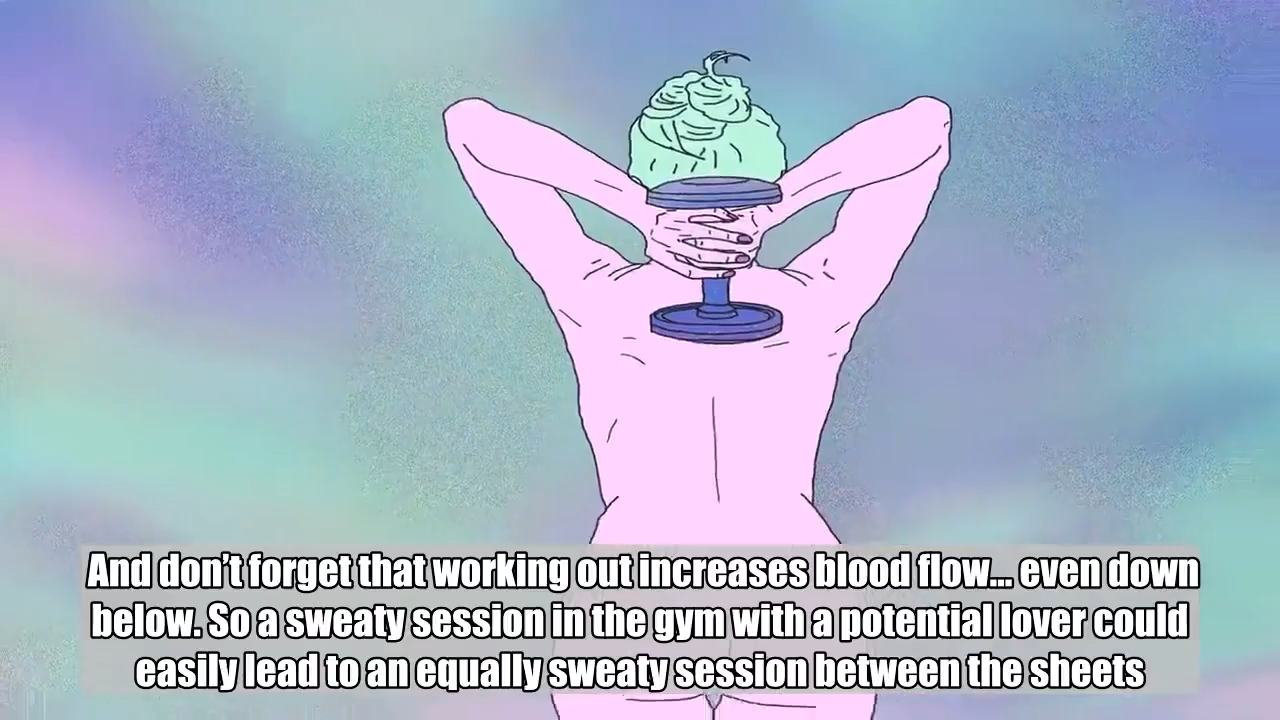 And don't forget that working out increases blood flow... even down
below. So a sweaty session in the gym with a potential lover could
easily lead to an equally sweaty session between the sheets